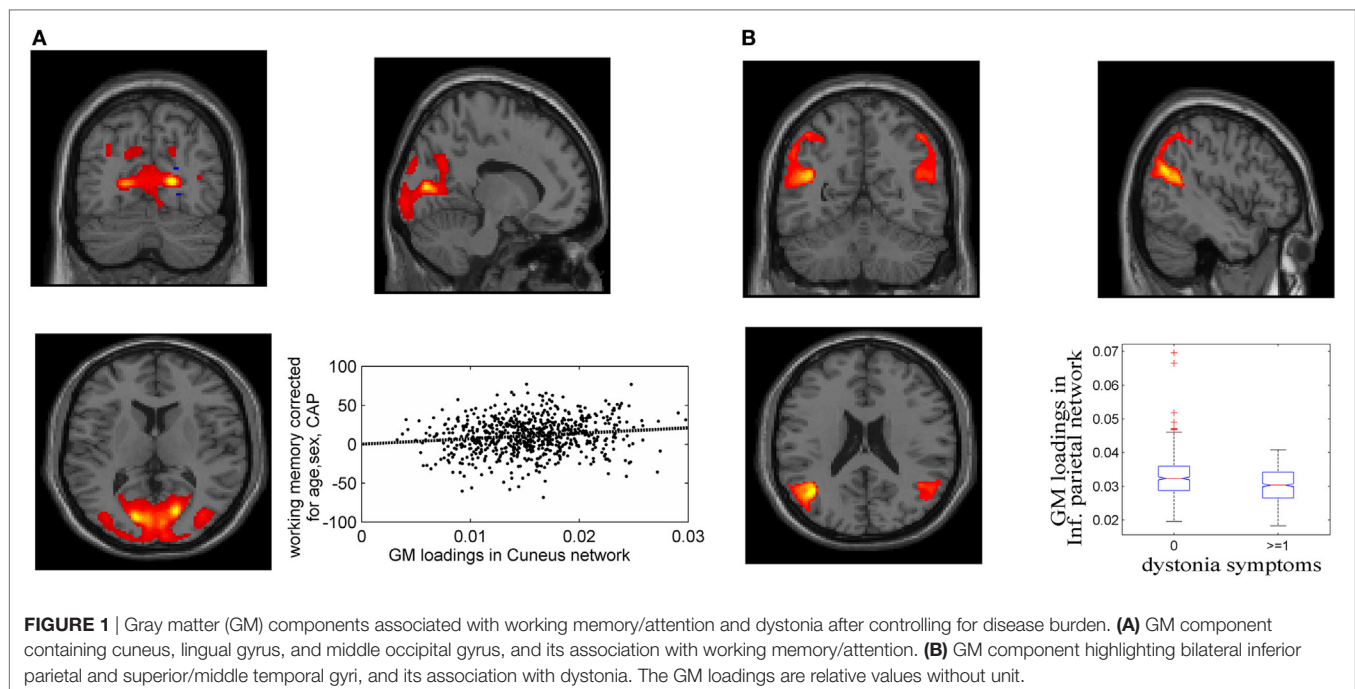 A
B
working memory corrected
for age,sex, CAP
100
50
0
-50
-100
0
0.01
0.02
0.03
GM loadings in Cuneus network
GM loadings in
Inf. parietal network
0.07
0.06
0.05
0.04
0.03
0.02
0
>=1
dystonia symptoms
FIGURE 1 | Gray matter (GM) components associated with working memory/attention and dystonia after controlling for disease burden. (A) GM component
containing cuneus, lingual gyrus, and middle occipital gyrus, and its association with working memory/attention. (B) GM component highlighting bilateral inferior
parietal and superior/middle temporal gyri, and its association with dystonia. The GM loadings are relative values without unit.